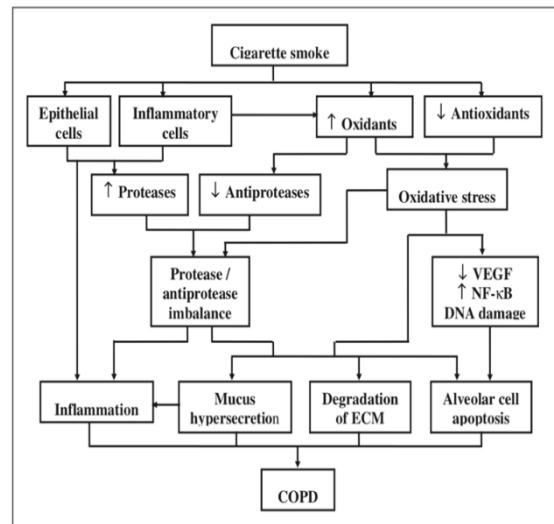 Cigarette smoke
Epithelial
cells
Inflammatory
cells
↑ Oxidants
↓ Antioxidants
↑ Proteases
↓ Antiproteases
Oxidative stress
Protease /
antiprotease
imbalance
↓ VEGF
↑ NF-κB
DNA damage
Inflammation
Mucus
hypersecretion
Degradation
of ECM
Alveolar cell
apoptosis
COPD